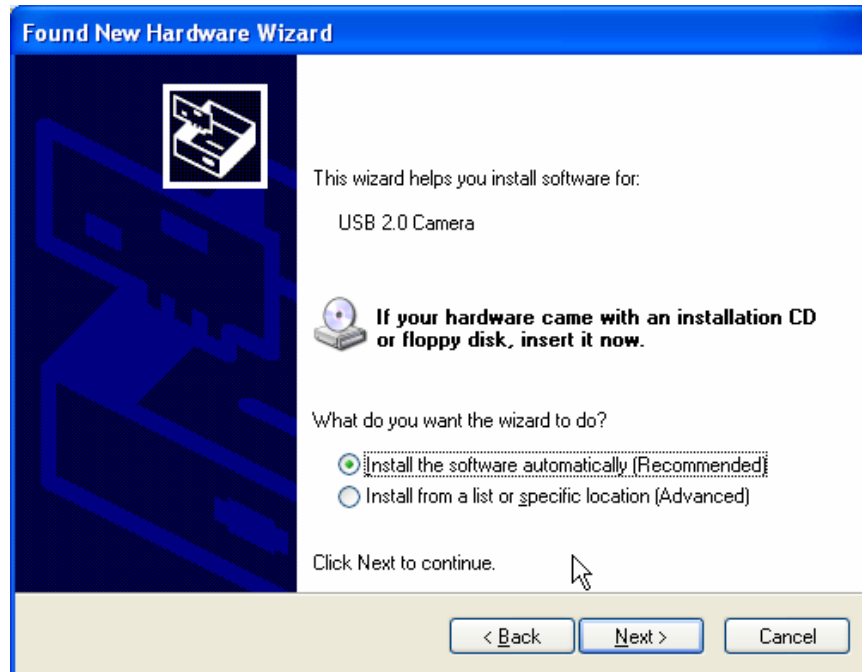 Found New Hardware Wizard
This wizard helps you install software for:
USB 2.0 Camera
If your hardware came with an installation CD
or floppy disk, insert it now.
What do you want the wizard to do?
Install the software automatically (Recommended)
Install from a list or specific location (Advanced)
Click Next to continue.
< Back Next > Cancel